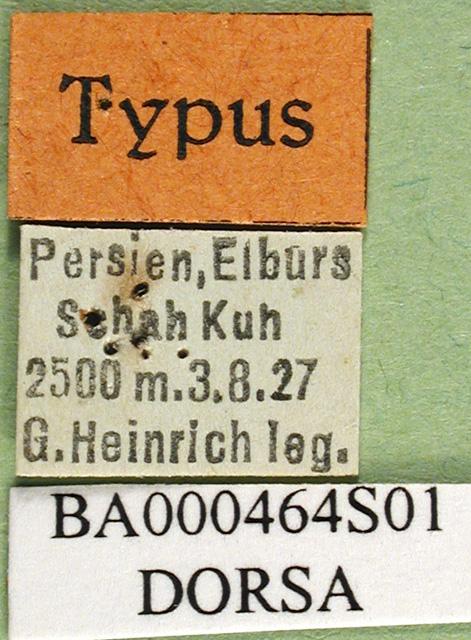 Typus
Persien, Elburs
Schah Kuh
2500 m.3.8.27
G.Heinrich leg.
BA000464S01
DORSA